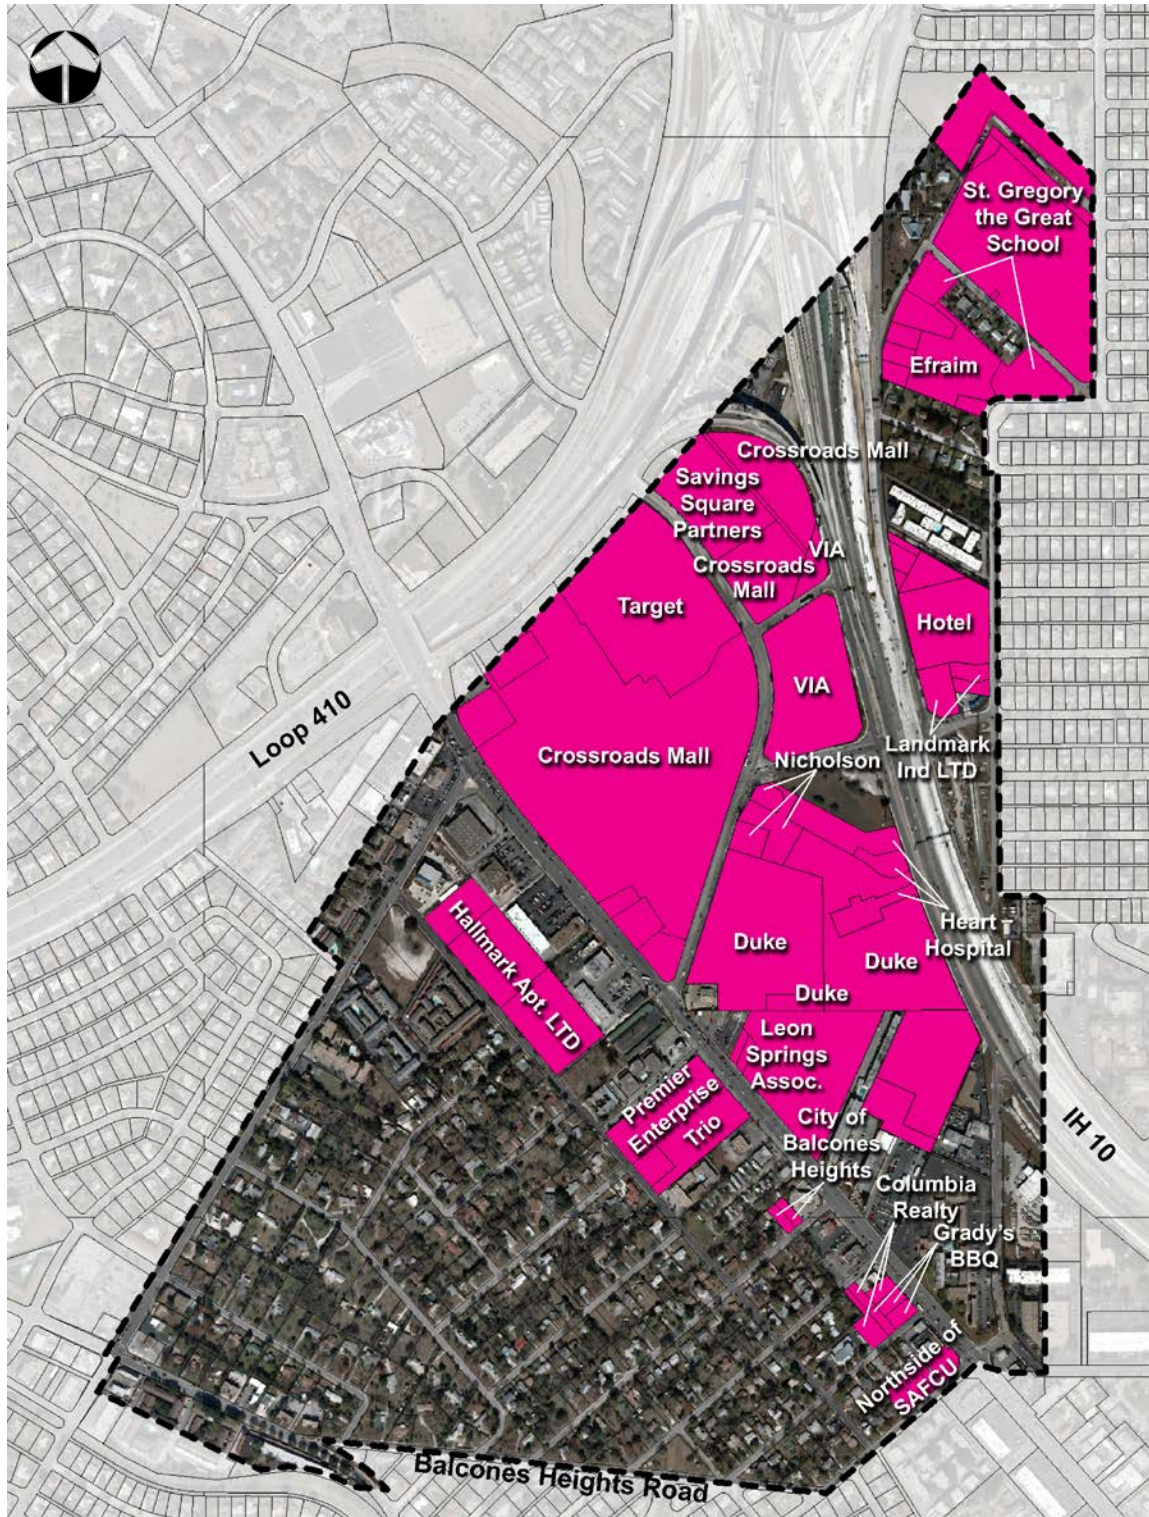 St. Gregory
the Great
School
Efraim
Crossroads Mall
Savings
Square
Partners
VIA
Crossroads
Mall
Target
Hotel
VIA
Loop 410
Crossroads Mall
Nicholson
Landmark
Ind LTD
Hallmark Apt. LTD
Heart
Hospital
Duke
Duke
Duke
Leon
Springs
Assoc.
Premier
Enterprise
Trio
City of
Balcones
Heights
IH 10
Columbia
Realty
Grady's
BBQ
Northside of
SAFCU
Balcones Heights Road